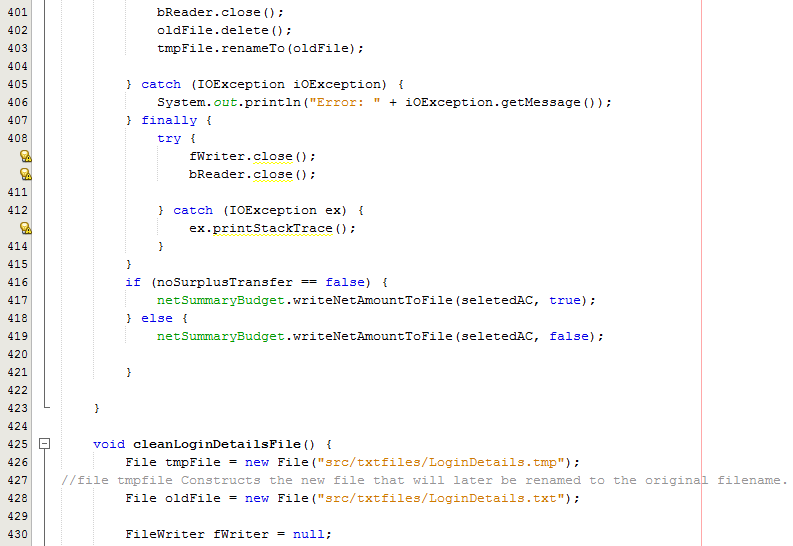 401 bReader.close();
402 oldFile.delete();
403 tmpFile.renameTo(oldFile);
404
405 } catch (IOException iOException) {
406 System.out.println("Error: " + iOException.getMessage());
407 } finally {
408 try {
fWriter.close();
bReader.close();
411
412 } catch (IOException ex) {
ex.printStackTrace();
414 }
415 }
416 if (noSurplusTransfer == false) {
417 netSummaryBudget.writeNetAmountToFile(seletedAC, true);
418 } else {
419 netSummaryBudget.writeNetAmountToFile(seletedAC, false);
420
421 }
422
423 }
424
425 void cleanLoginDetailsFile() {
426 File tmpFile = new File("src/txtfiles/LoginDetails.tmp");
427 //file tmpfile Constructs the new file that will later be renamed to the original filename.
428 File oldFile = new File("src/txtfiles/LoginDetails.txt");
429
430 FileWriter fWriter = null;